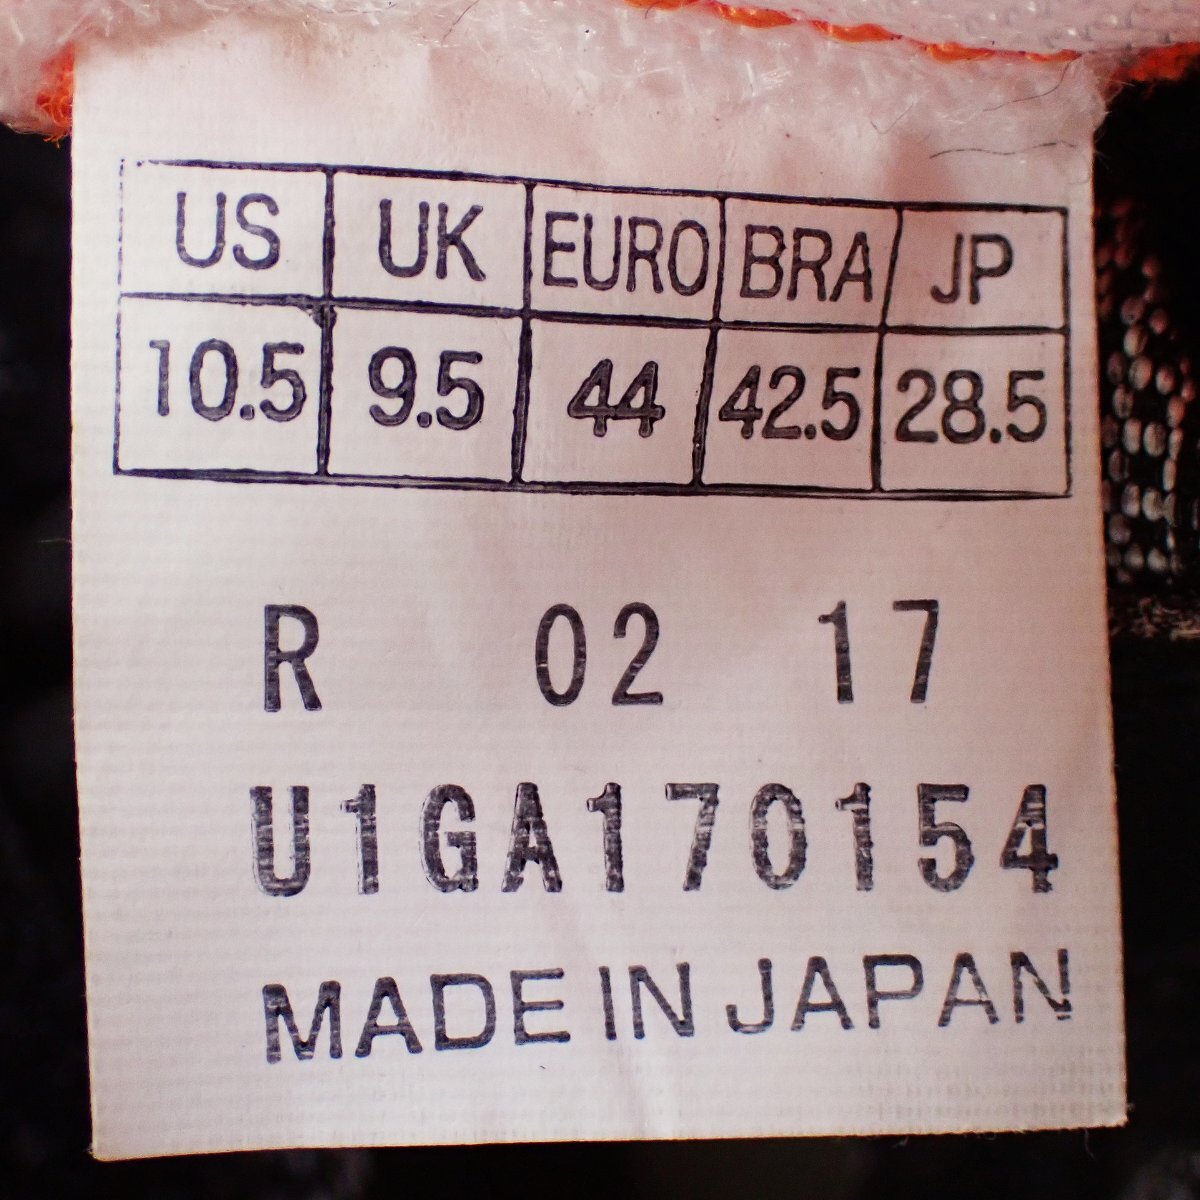 US UK EURO BRA JP
10.5 9.5 44 42.5 28.5
R 02 17
U1GA170154
MADE IN JAPAN